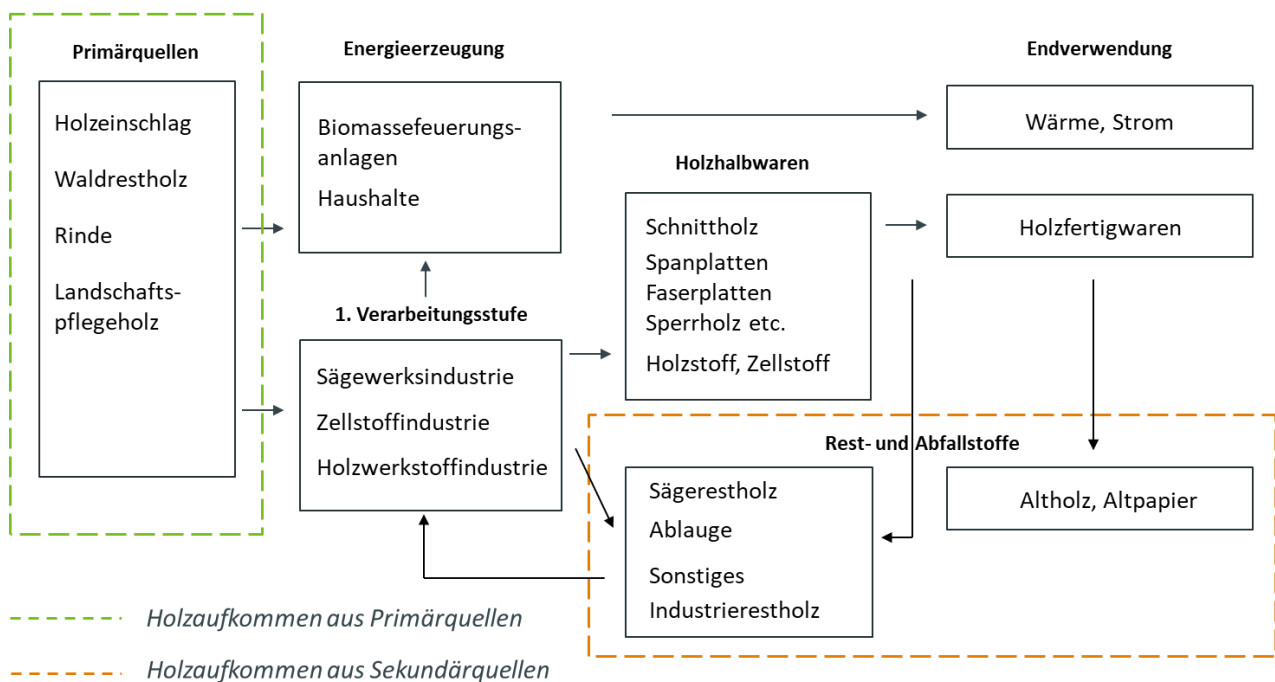 Primärquellen
Holzeinschlag
Waldrestholz
Rinde
Landschafts-
pflegeholz
Energieerzeugung
Biomassefeuerungs-
anlagen
Haushalte
1. Verarbeitungsstufe
Sägewerksindustrie
Zellstoffindustrie
Holzwerkstoffindustrie
Holzhalbwaren
Schnittholz
Spanplatten
Faserplatten
Sperrholz etc.
Holzstoff, Zellstoff
Endverwendung
Wärme, Strom
Holzfertigwaren
Rest- und Abfallstoffe
Sägerestholz
Ablauge
Sonstiges
Industrierestholz
Altholz, Altpapier
Holzaufkommen aus Primärquellen
Holzaufkommen aus Sekundärquellen